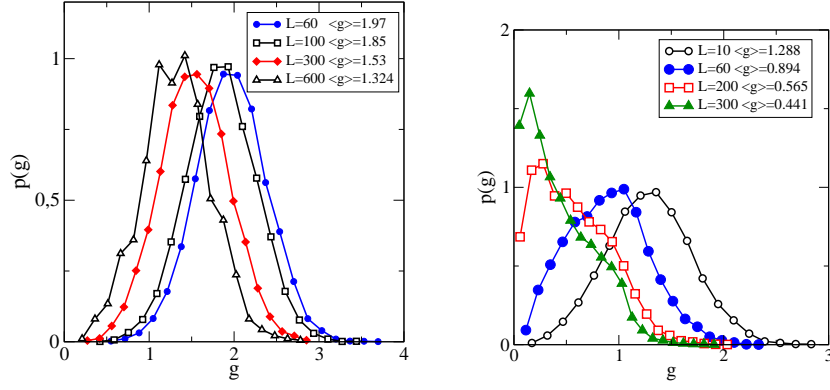 L=60 <g>=1.97
L=100 <g>=1.85
L=300 <g>=1.53
L=600 <g>=1.324
1
0,5
0
p(g)
0 1 2 3 4
g
L=10 <g>=1.288
L=60 <g>=0.894
L=200 <g>=0.565
L=300 <g>=0.441
2
1
0
p(g)
0 1 2 3
g